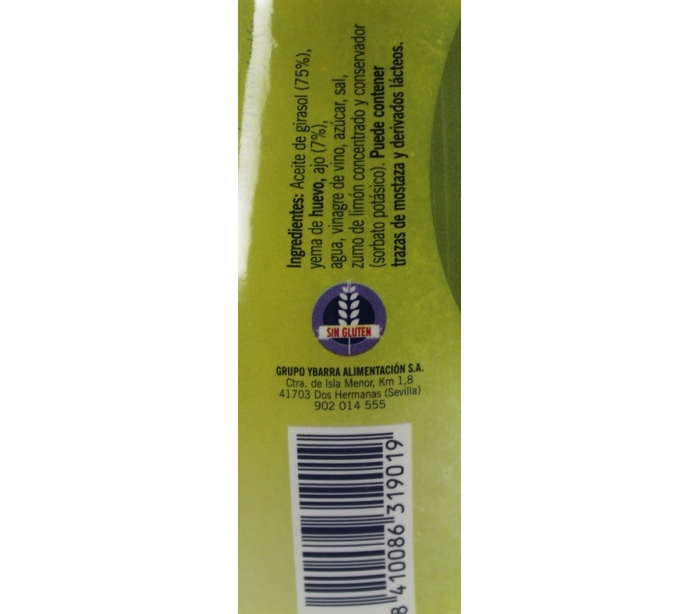 Ingredientes: Aceite de girasol (75%),
yema de huevo, ajo (7%),
agua, vinagre de vino, azúcar, sal,
zumo de limón concentrado y conservador
(sorbato potásico). Puede contener
trazas de mostaza y derivados lácteos.
SIN GLUTEN
GRUPO YBARRA ALIMENTACIÓN S.A.
Ctra. de Isla Menor, Km 1,8
41703 Dos Hermanas (Sevilla)
902 014 555
8 410086 319019